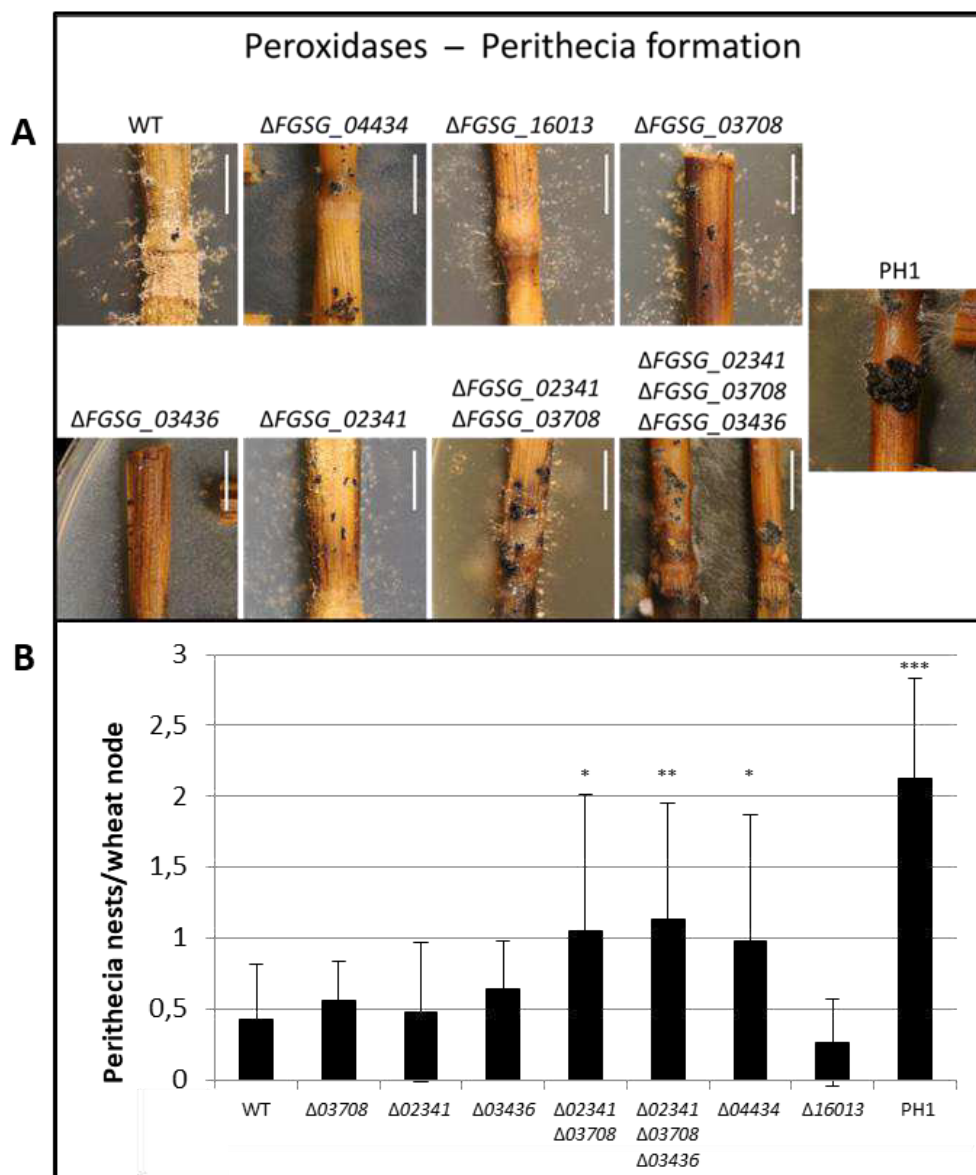 Peroxidases – Perithecia formation
A
WT
ΔFGSG_04434
ΔFGSG_16013
ΔFGSG_03708
PH1
ΔFGSG_03436
ΔFGSG_02341
ΔFGSG_02341
ΔFGSG_03708
ΔFGSG_02341
ΔFGSG_03708
ΔFGSG_03436
B
Perithecia nests/wheat node
3
2,5
2
1,5
1
0,5
0
*
**
*
***
WT
Δ03708
Δ02341
Δ03436
Δ02341
Δ03708
Δ02341
Δ03708
Δ03436
Δ04434
Δ16013
PH1